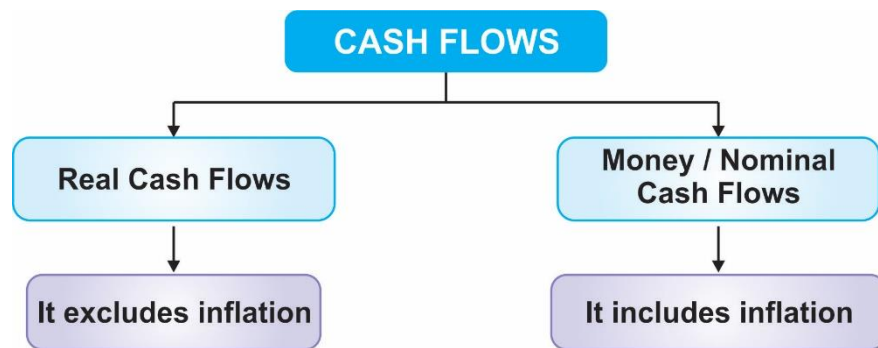 CASH FLOWS
Real Cash Flows
Money / Nominal
Cash Flows
It excludes inflation
It includes inflation